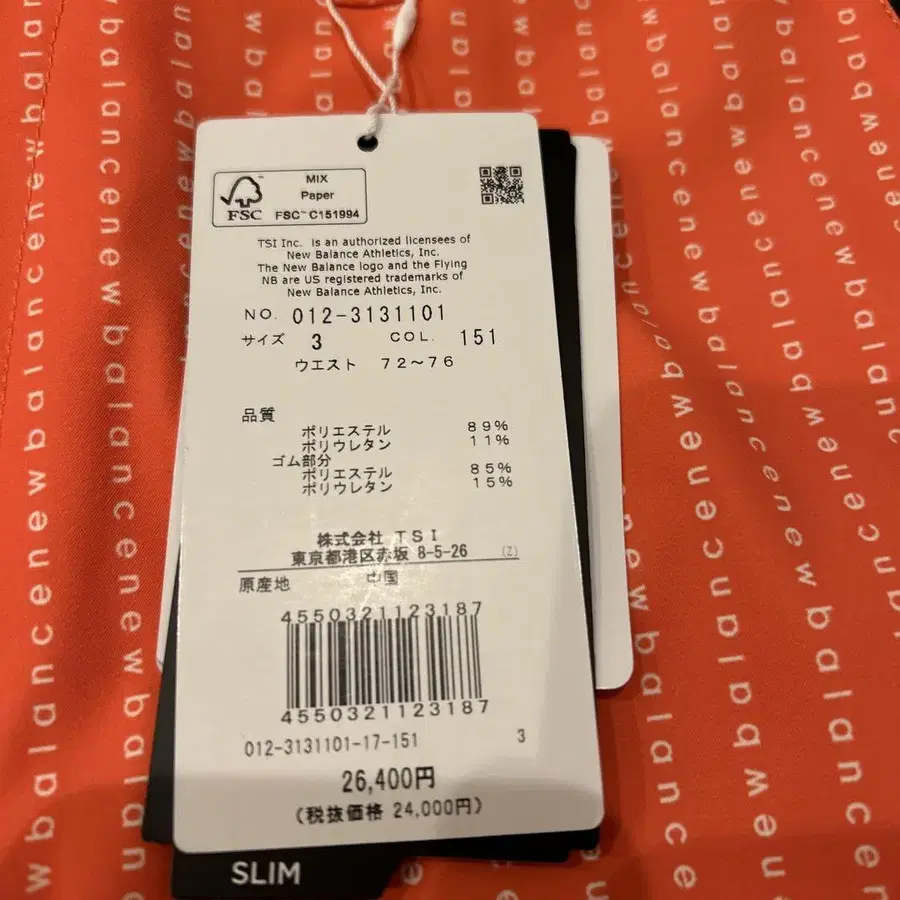 MIX
Paper
FSC
FSC™ C151994
TSI Inc. is an authorized licensees of
New Balance Athletics, Inc.
The New Balance logo and the Flying
NB are US registered trademarks of
New Balance Athletics, Inc.
NO. 012-3131101
サイズ 3 COL. 151
ウエスト 72～76
品質
ポリエステル 89%
ポリウレタン 11%
ゴム部分
ポリエステル 85%
ポリウレタン 15%
株式会社 TSI
東京都港区赤坂 8-5-26 (Z)
原産地 中国
4550321123187
4550321123187
012-3131101-17-151 3
26,400円
(税抜価格 24,000円)
SLIM
newbalancenewbalance